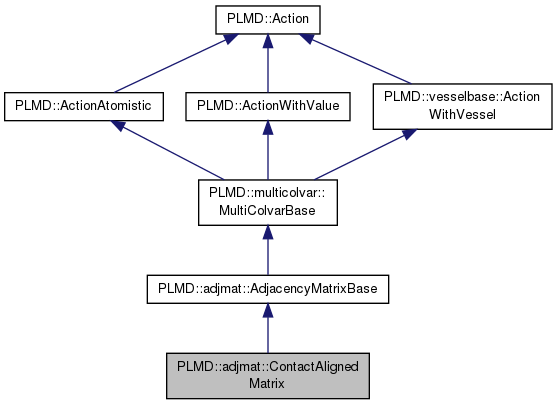 PLMD::Action
PLMD::ActionAtomistic
PLMD::ActionWithValue
PLMD::vesselbase::Action
WithVessel
PLMD::multicolvar::
MultiColvarBase
PLMD::adjmat::AdjacencyMatrixBase
PLMD::adjmat::ContactAligned
Matrix